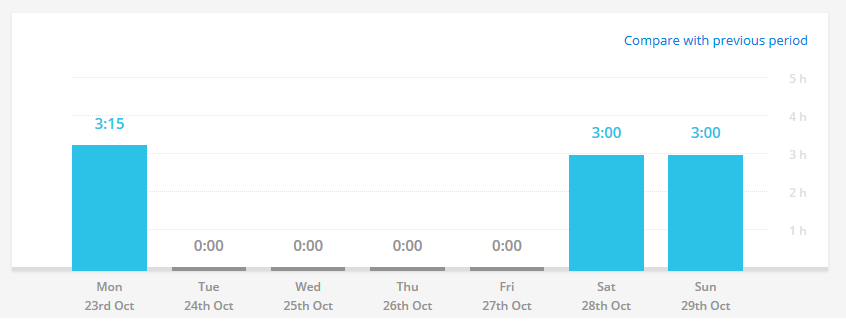 Compare with previous period
5 h
4 h
3 h
2 h
1 h
3:15
0:00
0:00
0:00
0:00
3:00
3:00
Mon
23rd Oct
Tue
24th Oct
Wed
25th Oct
Thu
26th Oct
Fri
27th Oct
Sat
28th Oct
Sun
29th Oct